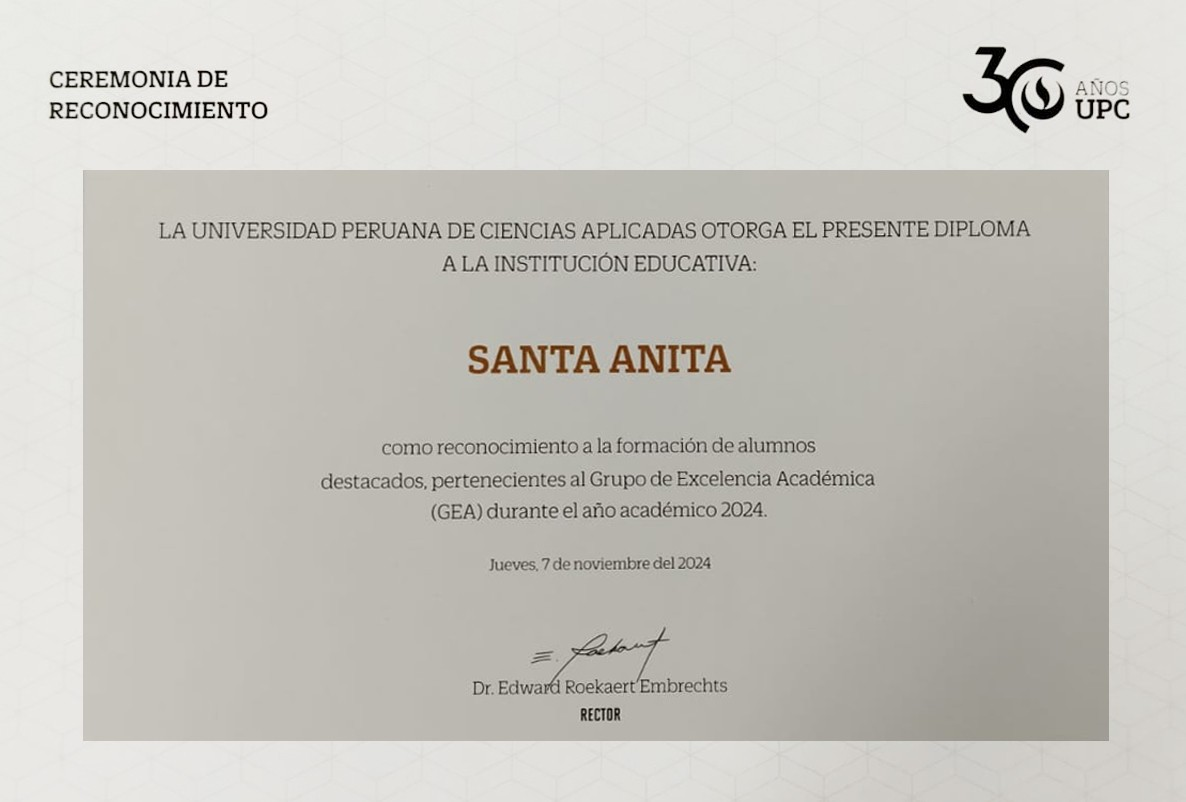 CEREMONIA DE
RECONOCIMIENTO
30 AÑOS
UPC
LA UNIVERSIDAD PERUANA DE CIENCIAS APLICADAS OTORGA EL PRESENTE DIPLOMA
A LA INSTITUCIÓN EDUCATIVA:
SANTA ANITA
como reconocimiento a la formación de alumnos
destacados, pertenecientes al Grupo de Excelencia Académica
(GEA) durante el año académico 2024.
Jueves, 7 de noviembre del 2024
E. Roekaert
Dr. Edward Roekaert Embrechts
RECTOR